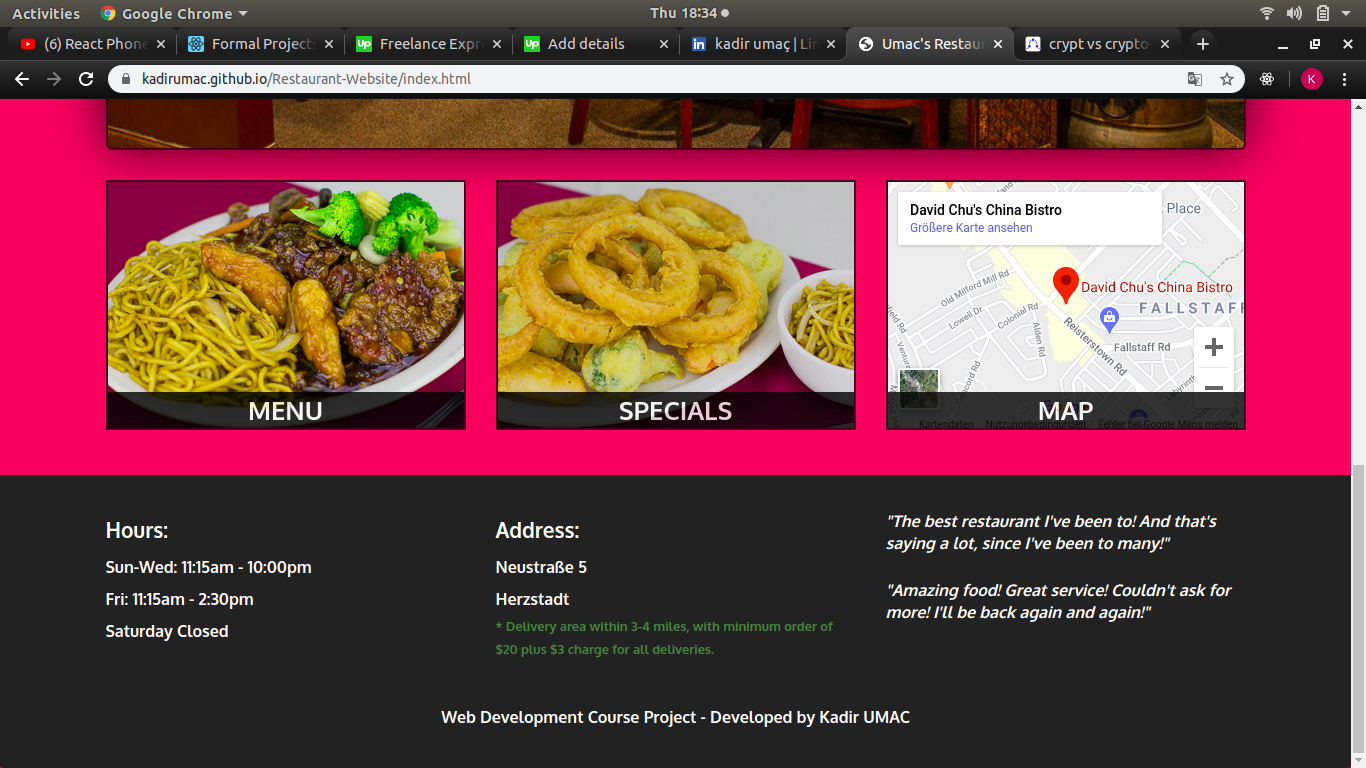 Activities
Google Chrome
Thu 18:34
(6) React Phone
Formal Projects
Freelance Expr
Add details
kadir umaç | Lin
Umac's Restaur
crypt vs crypto
kadirumac.github.io/Restaurant-Website/index.html
K
MENU
SPECIALS
David Chu's China Bistro
Größere Karte ansehen
Place
David Chu's China Bistro
Old Milford Mill Rd
FALLSTAFF
Lowell Dr
Colonial Rd
Alden Rd
Reisterstown Rd
Fallstaff Rd
Concord Rd
Labyrinth
MAP
Kartendaten
Nutzungsbedingungen
Fehler bei Google Maps melden
Hours:
Sun-Wed: 11:15am - 10:00pm
Fri: 11:15am - 2:30pm
Saturday Closed
Address:
Neustraße 5
Herzstadt
* Delivery area within 3-4 miles, with minimum order of
$20 plus $3 charge for all deliveries.
"The best restaurant I've been to! And that's
saying a lot, since I've been to many!"
"Amazing food! Great service! Couldn't ask for
more! I'll be back again and again!"
Web Development Course Project - Developed by Kadir UMAC